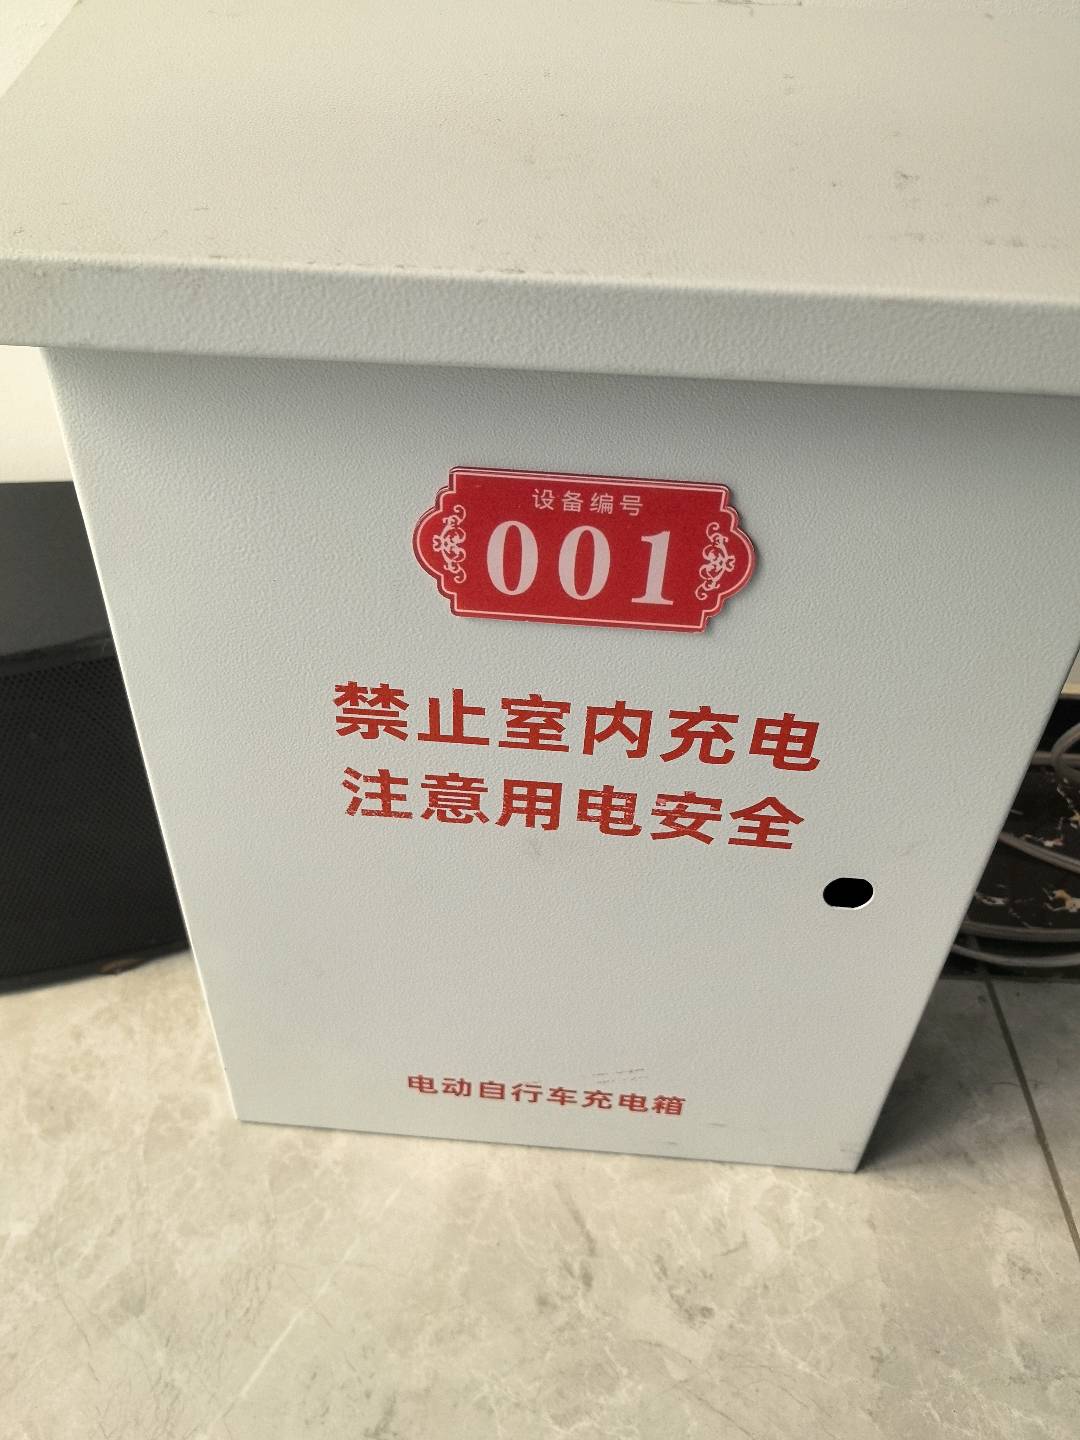 设备编号
001
禁止室内充电
注意用电安全
电动自行车充电箱